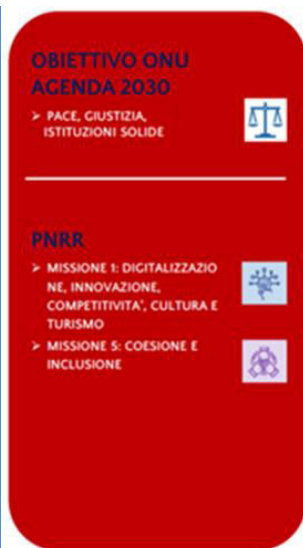 OBIETTIVO ONU
AGENDA 2030
➢ PACE, GIUSTIZIA,
ISTITUZIONI SOLIDE
PNRR
➢ MISSIONE 1: DIGITALIZZAZIO
NE, INNOVAZIONE,
COMPETITIVITA', CULTURA E
TURISMO
➢ MISSIONE 5: COESIONE E
INCLUSIONE